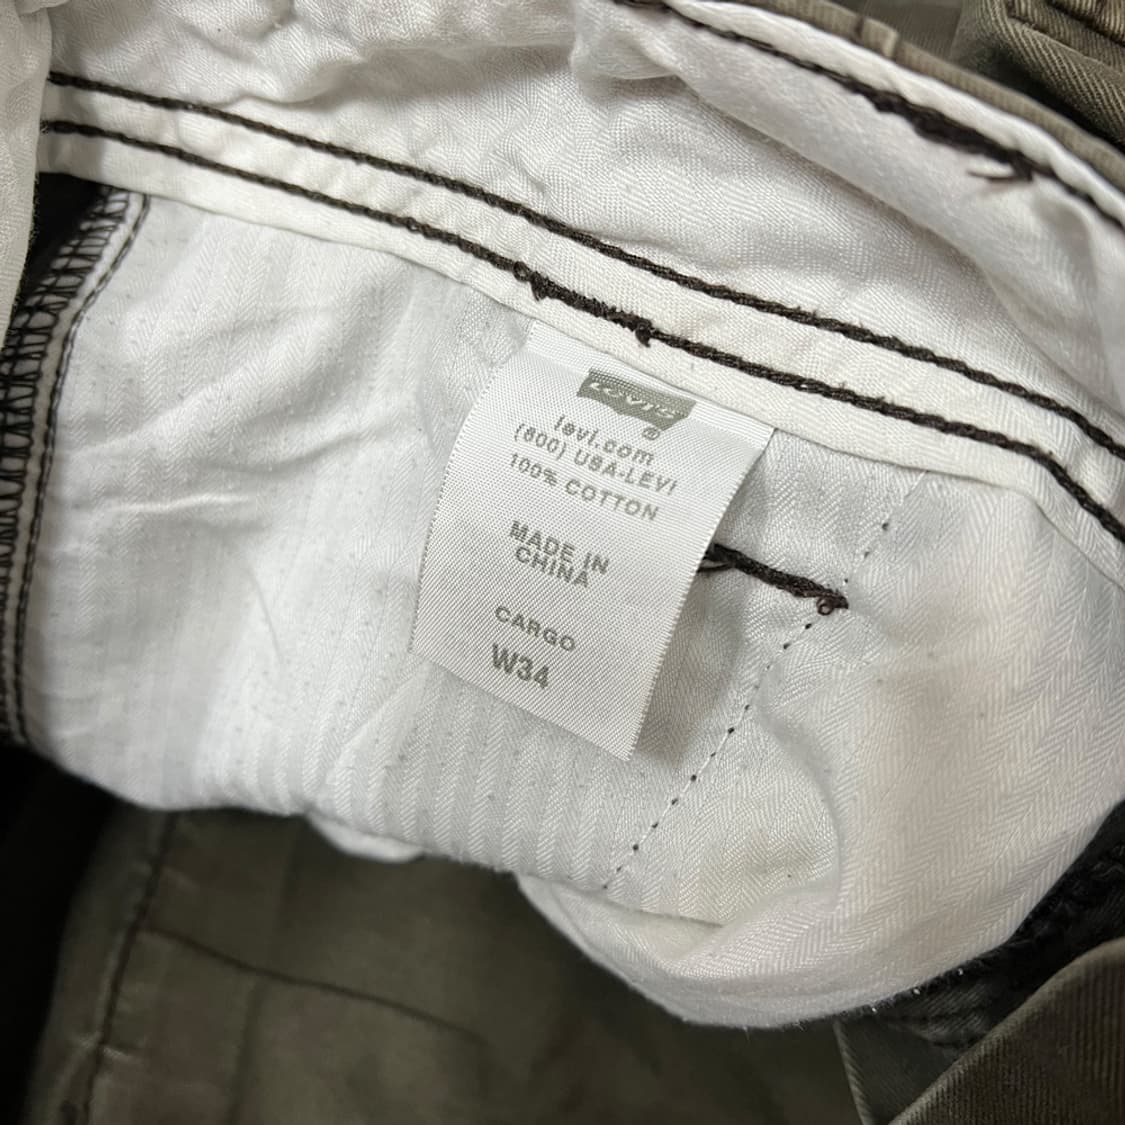 LEVI'S
®
levi.com
(800) USA-LEVI
100% COTTON
MADE IN
CHINA
CARGO
W34